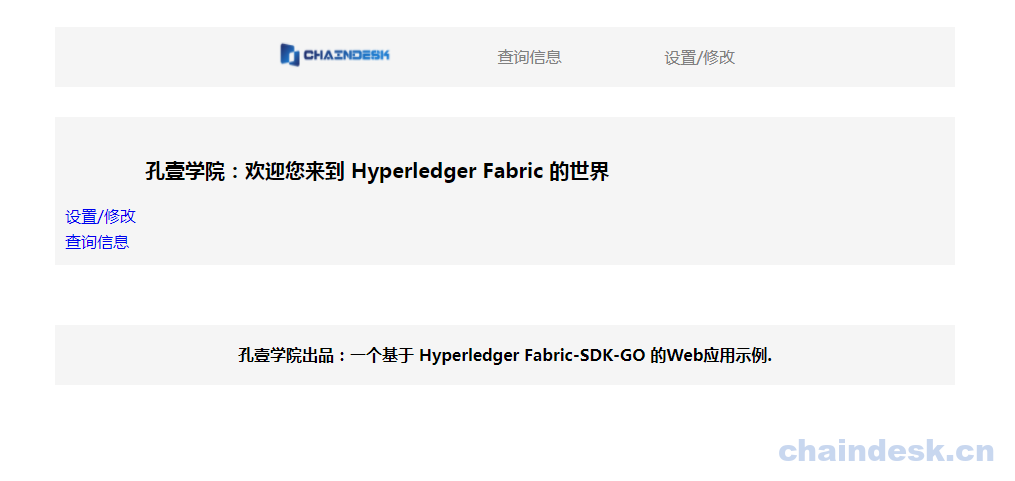 CHAINDESK 查询信息 设置/修改
孔壹学院：欢迎您来到 Hyperledger Fabric 的世界
设置/修改
查询信息
孔壹学院出品：一个基于 Hyperledger Fabric-SDK-GO 的Web应用示例.
chaindesk.cn